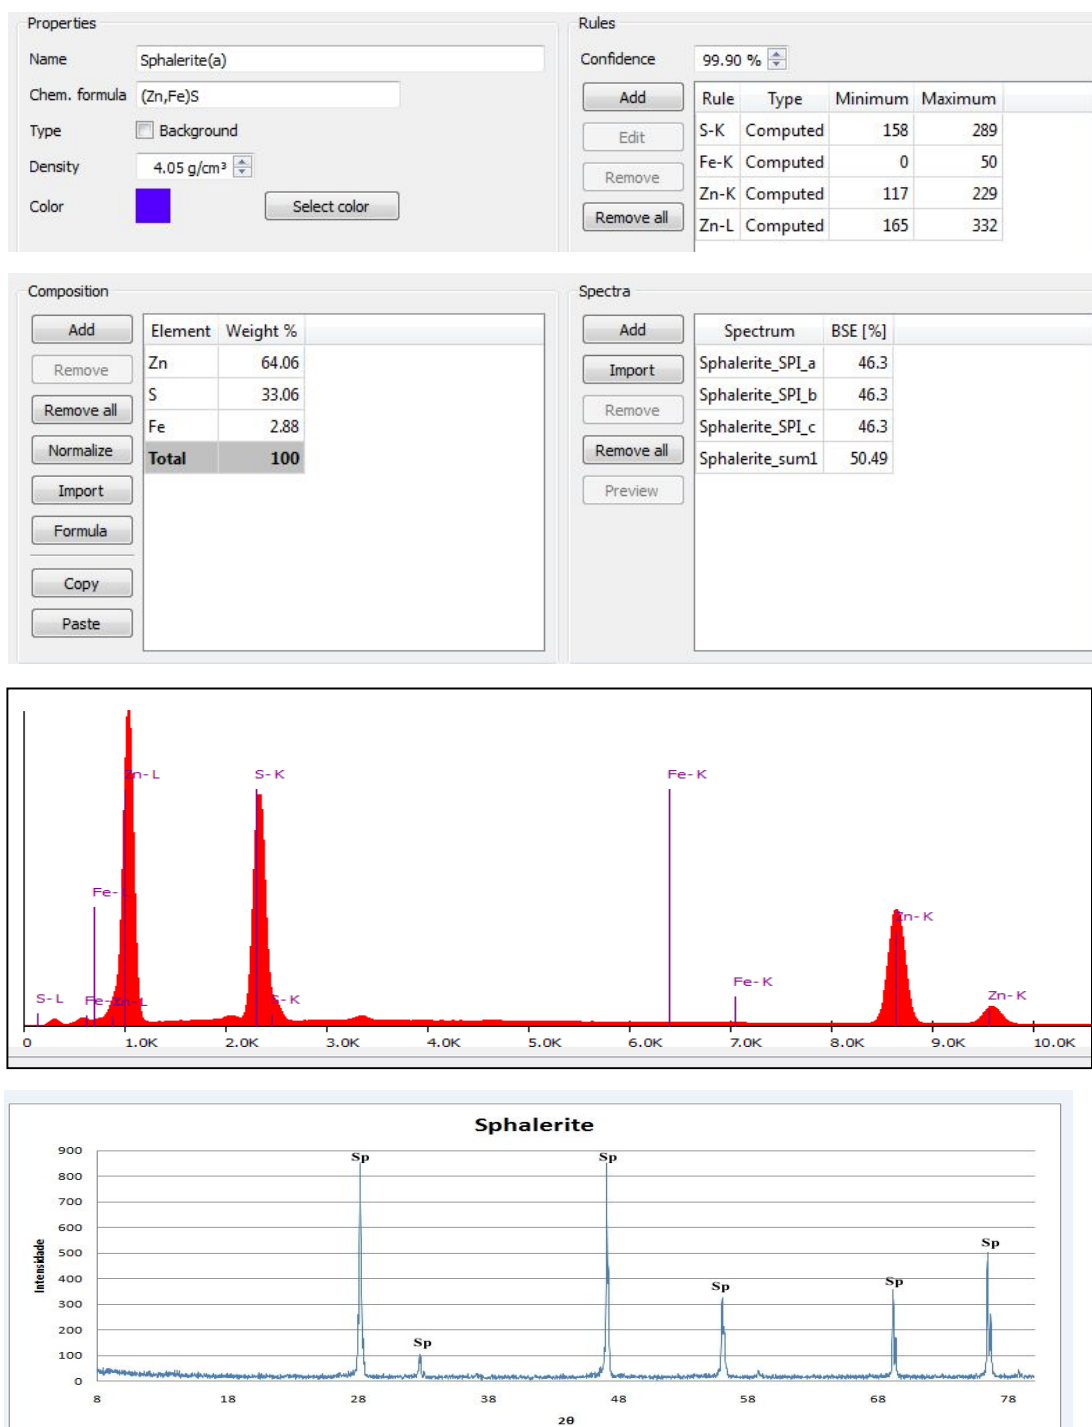 Properties
Name Sphalerite(a)
Chem. formula (Zn,Fe)S
Type Background
Density 4.05 g/cm³
Color Select color
Rules
Confidence 99.90 %
Add
Edit
Remove
Remove all
Rule Type Minimum Maximum
S-K Computed 158 289
Fe-K Computed 0 50
Zn-K Computed 117 229
Zn-L Computed 165 332
Composition
Add
Remove
Remove all
Normalize
Import
Formula
Copy
Paste
Element Weight %
Zn 64.06
S 33.06
Fe 2.88
Total 100
Spectra
Add
Import
Remove
Remove all
Preview
Spectrum BSE [%]
Sphalerite_SPI_a 46.3
Sphalerite_SPI_b 46.3
Sphalerite_SPI_c 46.3
Sphalerite_sum1 50.49
Zn-L S-K Fe-K
Fe-L Zn-K
Fe-K
S-L Fe-L Zn-L S-K Zn-K
0 1.0K 2.0K 3.0K 4.0K 5.0K 6.0K 7.0K 8.0K 9.0K 10.0K
Sphalerite
900
800
700
600
500
400
300
200
100
0
Intensidade
Sp Sp
Sp
Sp Sp
Sp
8 18 28 38 48 58 68 78
2θ